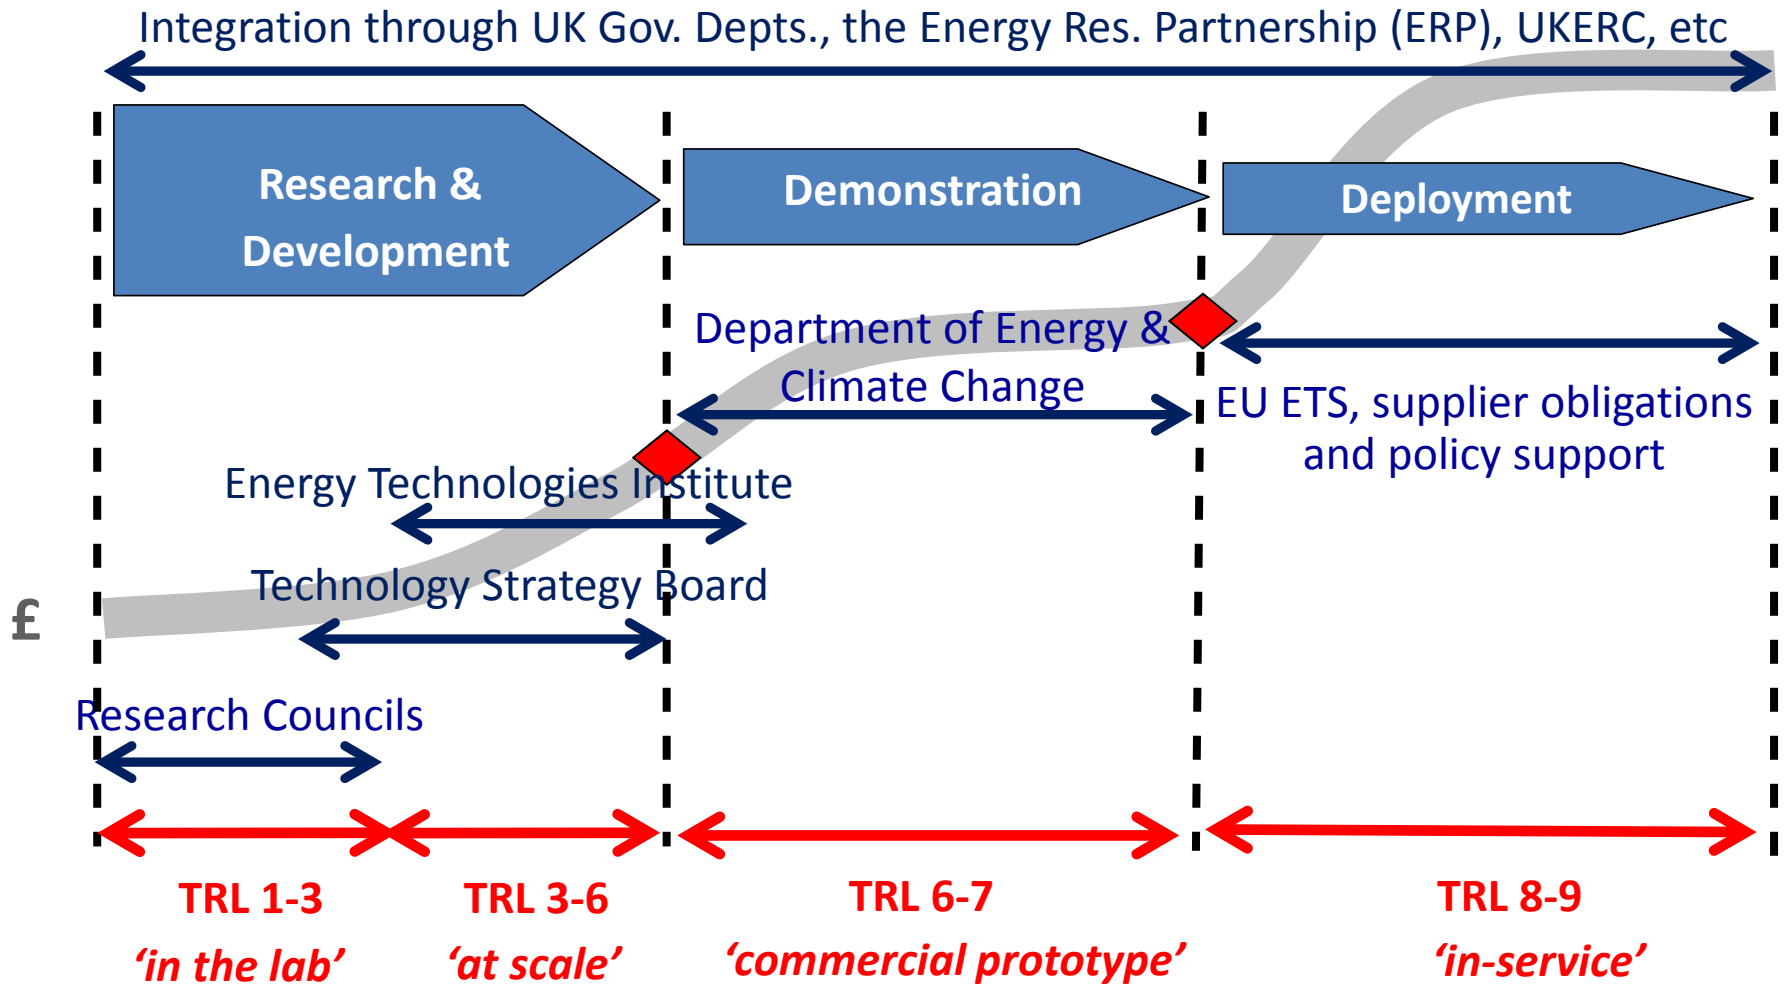 Integration through UK Gov. Depts., the Energy Res. Partnership (ERP), UKERC, etc
Research &
Development
Demonstration
Deployment
Department of Energy &
Climate Change
EU ETS, supplier obligations
and policy support
Energy Technologies Institute
Technology Strategy Board
£
Research Councils
TRL 1-3
‘in the lab’
TRL 3-6
‘at scale’
TRL 6-7
‘commercial prototype’
TRL 8-9
‘in-service’